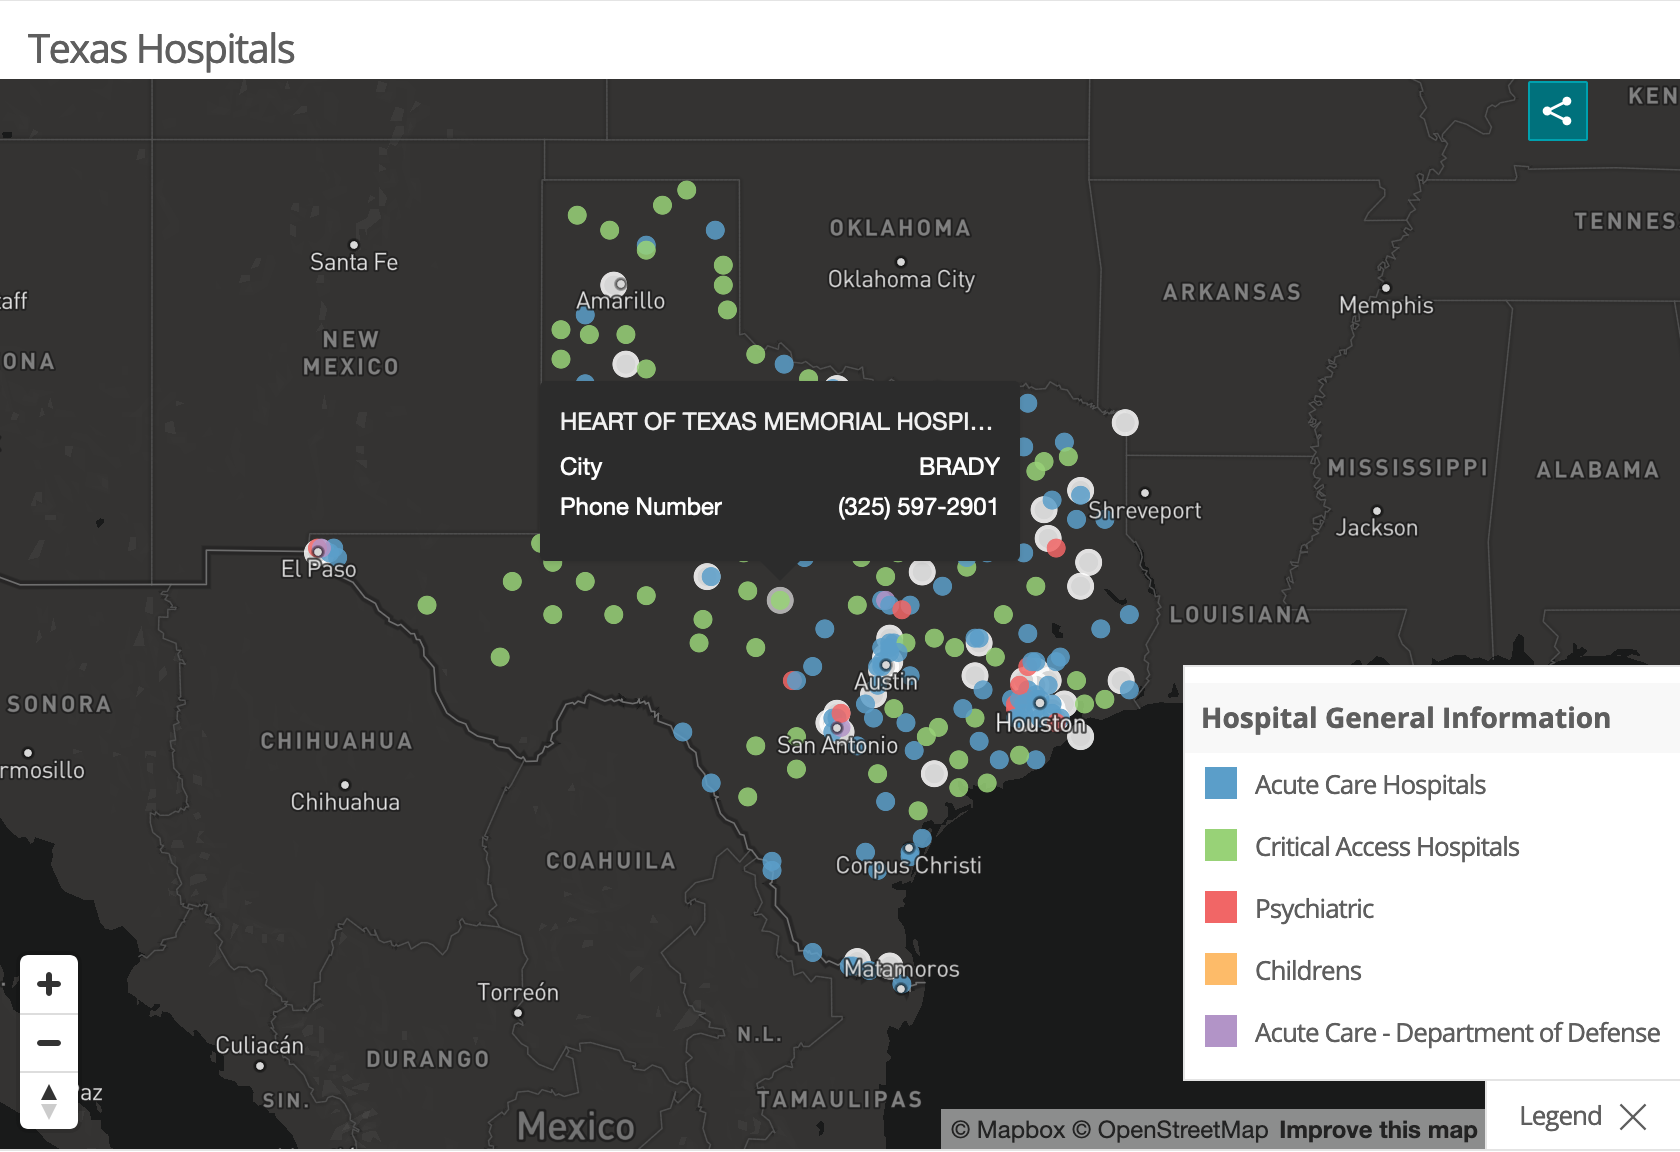 Texas Hospitals
KEN
TENNES
OKLAHOMA
Santa Fe
Oklahoma City
ARKANSAS
Amarillo
Memphis
aff
NEW
MEXICO
ONA
HEART OF TEXAS MEMORIAL HOSPI...
City BRADY
Phone Number (325) 597-2901
MISSISSIPPI
ALABAMA
Shreveport
Jackson
El Paso
LOUISIANA
Austin
SONORA
Houston
CHIHUAHUA
San Antonio
rmosillo
Chihuahua
COAHUILA
Corpus Christi
Matamoros
Torreón
N.L.
Culiacán
DURANGO
Paz
SIN.
TAMAULIPAS
Mexico
Hospital General Information
Acute Care Hospitals
Critical Access Hospitals
Psychiatric
Childrens
Acute Care - Department of Defense
Legend
© Mapbox © OpenStreetMap Improve this map